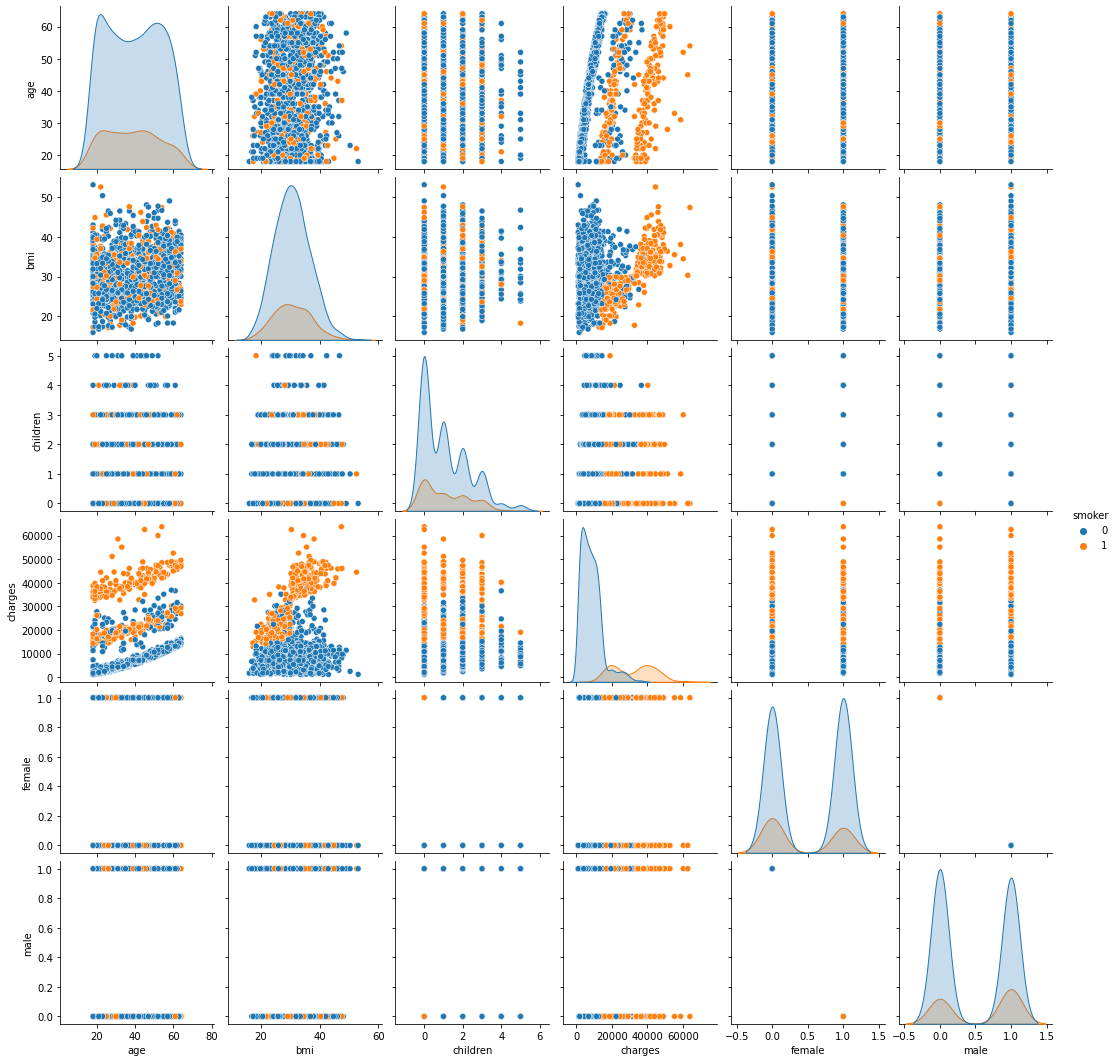 60
50
40
30
20
age
50
40
30
20
bmi
5
4
3
2
1
0
children
smoker
0
1
60000
50000
40000
30000
20000
10000
0
charges
1.0
0.8
0.6
0.4
0.2
0.0
female
1.0
0.8
0.6
0.4
0.2
0.0
male
20 40 60 80
20 40 60
0 2 4 6
0 20000 40000 60000
−0.5 0.0 0.5 1.0 1.5
−0.5 0.0 0.5 1.0 1.5
age bmi children charges female male